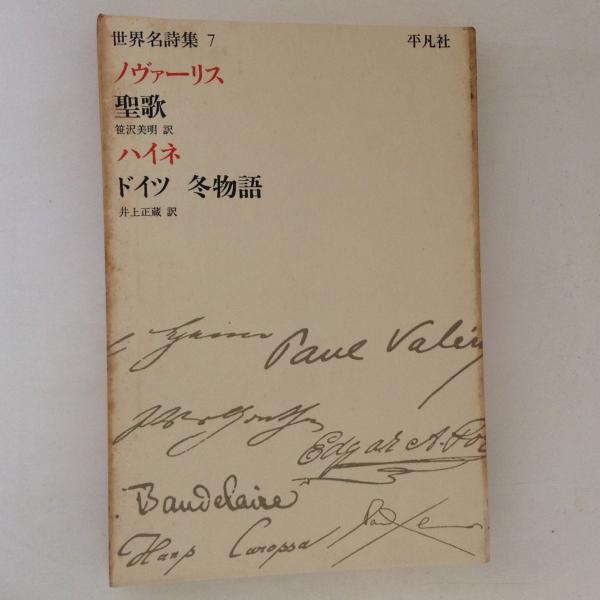 世界名詩集 7 平凡社
ノヴァーリス
聖歌
笹沢美明 訳
ハイネ
ドイツ 冬物語
井上正蔵 訳
Paul Valéry
Edgar A. Poe
Baudelaire
Hans Carossa